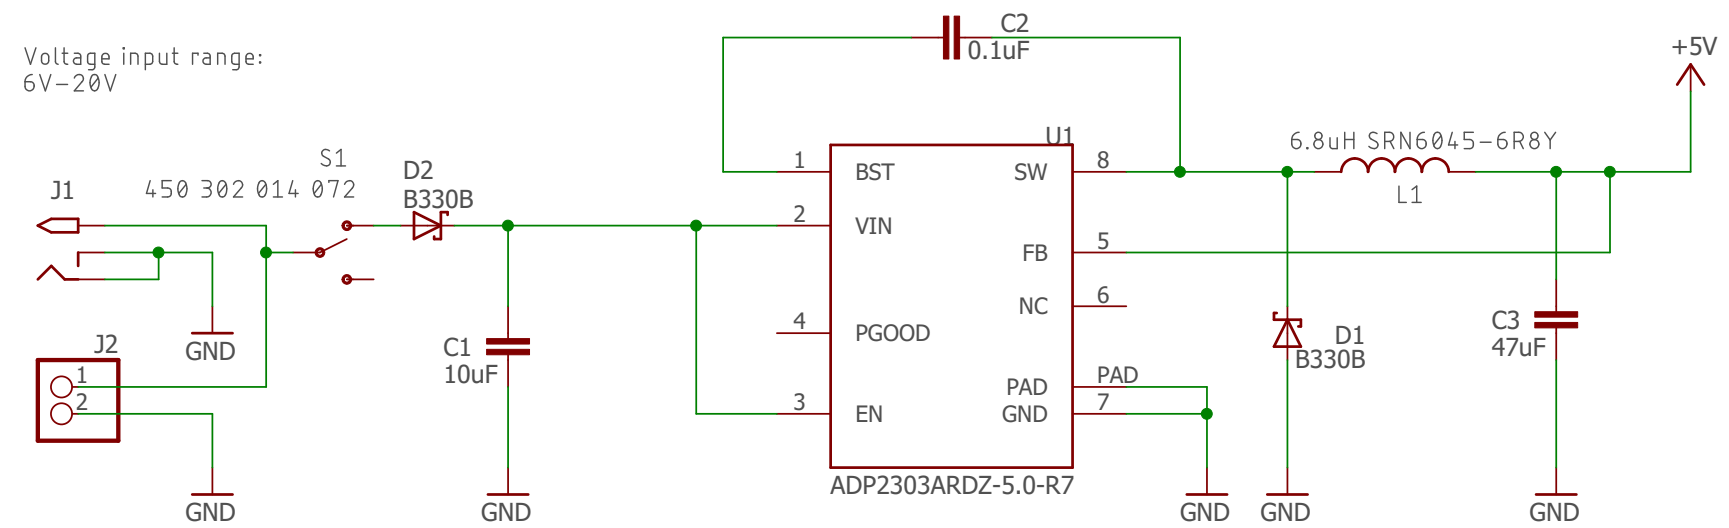 Voltage input range:
6V-20V
C2
0.1uF
+5V
U1
6.8uH SRN6045-6R8Y
L1
S1
450 302 014 072
J1
D2
B330B
1
BST
SW
8
2
VIN
FB
5
NC
6
4
PGOOD
PAD
PAD
3
EN
GND
7
ADP2303ARDZ-5.0-R7
GND
J2
1
2
GND
C1
10uF
GND
GND
D1
B330B
GND
C3
47uF
GND